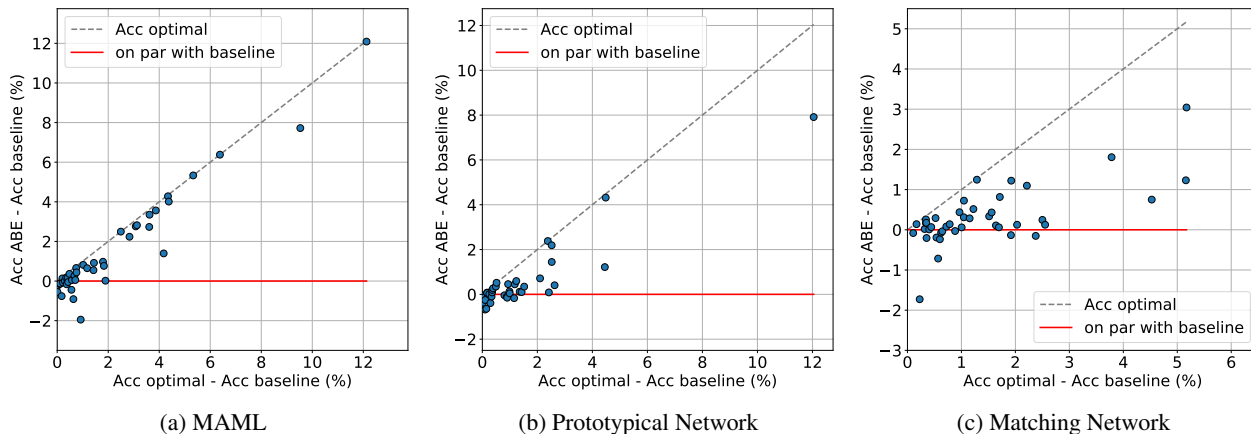 Acc ABE - Acc baseline (%)
12
10
8
6
4
2
0
−2
Acc optimal
on par with baseline
0 2 4 6 8 10 12
Acc optimal - Acc baseline (%)
(a) MAML
Acc ABE - Acc baseline (%)
12
10
8
6
4
2
0
−2
Acc optimal
on par with baseline
0 2 4 6 8 10 12
Acc optimal - Acc baseline (%)
(b) Prototypical Network
Acc ABE - Acc baseline (%)
5
4
3
2
1
0
−1
−2
−3
Acc optimal
on par with baseline
0 1 2 3 4 5 6
Acc optimal - Acc baseline (%)
(c) Matching Network